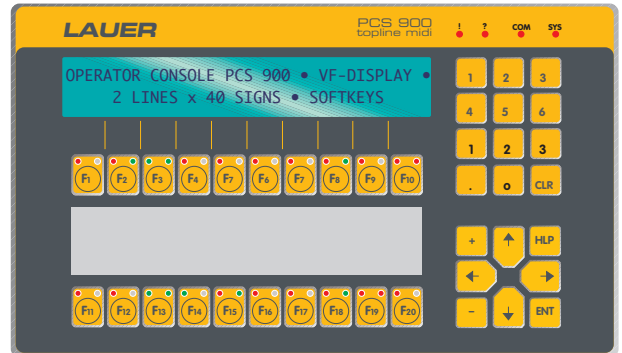 LAUER
PCS 900
topline midi
! ? COM SYS
OPERATOR CONSOLE PCS 900 • VF-DISPLAY •
2 LINES x 40 SIGNS • SOFTKEYS
1 2 3
4 5 6
1 2 3
. 0 CLR
F1 F2 F3 F4 F7 F6 F7 F8 F9 F10
+ HLP
- ENT
F11 F12 F13 F14 F15 F16 F17 F18 F19 F20